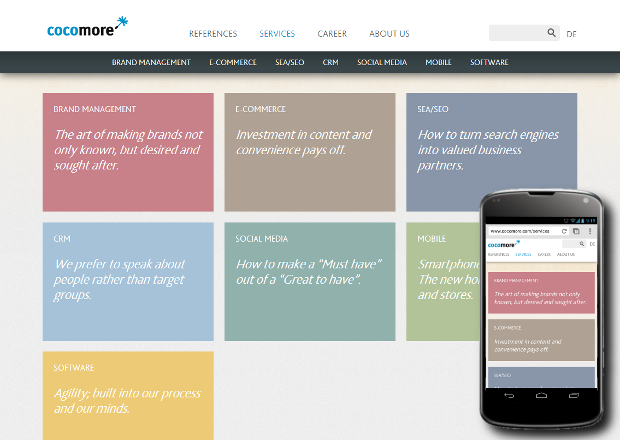 cocomore
REFERENCES SERVICES CAREER ABOUT US DE
BRAND MANAGEMENT E-COMMERCE SEA/SEO CRM SOCIAL MEDIA MOBILE SOFTWARE
BRAND MANAGEMENT
The art of making brands not
only known, but desired and
sought after.
E-COMMERCE
Investment in content and
convenience pays off.
SEA/SEO
How to turn search engines
into valued business
partners.
CRM
We prefer to speak about
people rather than target
groups.
SOCIAL MEDIA
How to make a "Must have"
out of a "Great to have".
MOBILE
Smartphone
The new ho
and stores.
SOFTWARE
Agility; built into our process
and our minds.
www.cocomore.com/services
cocomore
DE
REFERENCES SERVICES CAREER ABOUT US
BRAND MANAGEMENT
The art of making brands not only
known, but desired and sought after.
E-COMMERCE
Investment in content and
convenience pays off.
SEA/SEO